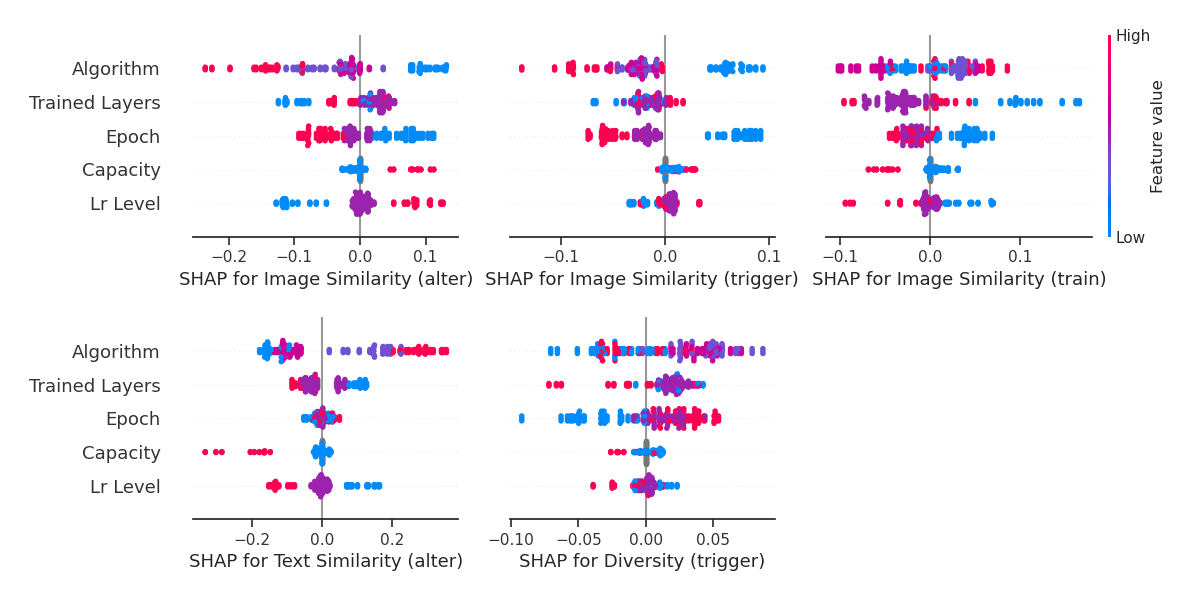 Algorithm
Trained Layers
Epoch
Capacity
Lr Level
−0.2 −0.1 0.0 0.1
SHAP for Image Similarity (alter)
−0.1 0.0 0.1
SHAP for Image Similarity (trigger)
−0.1 0.0 0.1
SHAP for Image Similarity (train)
High
Feature value
Low
Algorithm
Trained Layers
Epoch
Capacity
Lr Level
−0.2 0.0 0.2
SHAP for Text Similarity (alter)
−0.10 −0.05 0.00 0.05
SHAP for Diversity (trigger)